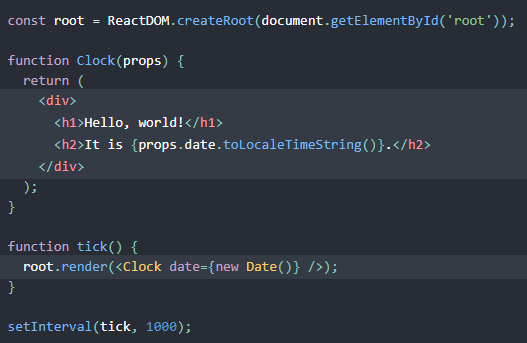 const root = ReactDOM.createRoot(document.getElementById('root'));
function Clock(props) {
  return (
    <div>
      <h1>Hello, world!</h1>
      <h2>It is {props.date.toLocaleTimeString()}.</h2>
    </div>
  );
}
function tick() {
  root.render(<Clock date={new Date()} />);
}
setInterval(tick, 1000);